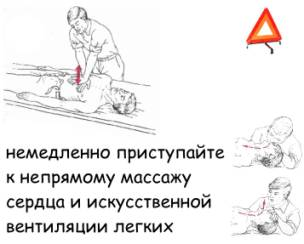 немедленно приступайте
к непрямому массажу
сердца и искусственной
вентиляции легких